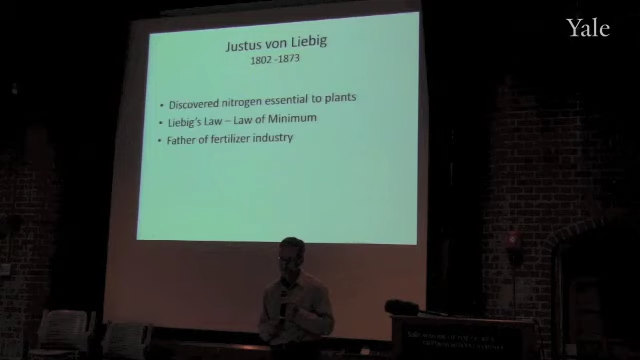 Yale
Justus von Liebig
1802 -1873
• Discovered nitrogen essential to plants
• Liebig's Law – Law of Minimum
• Father of fertilizer industry